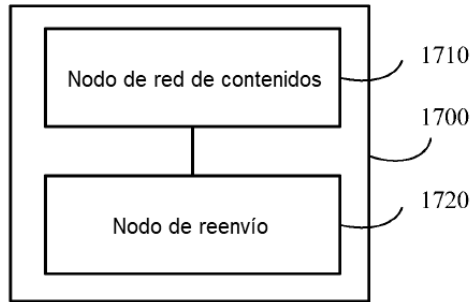 Nodo de red de contenidos
1710
1700
1720
Nodo de reenvío